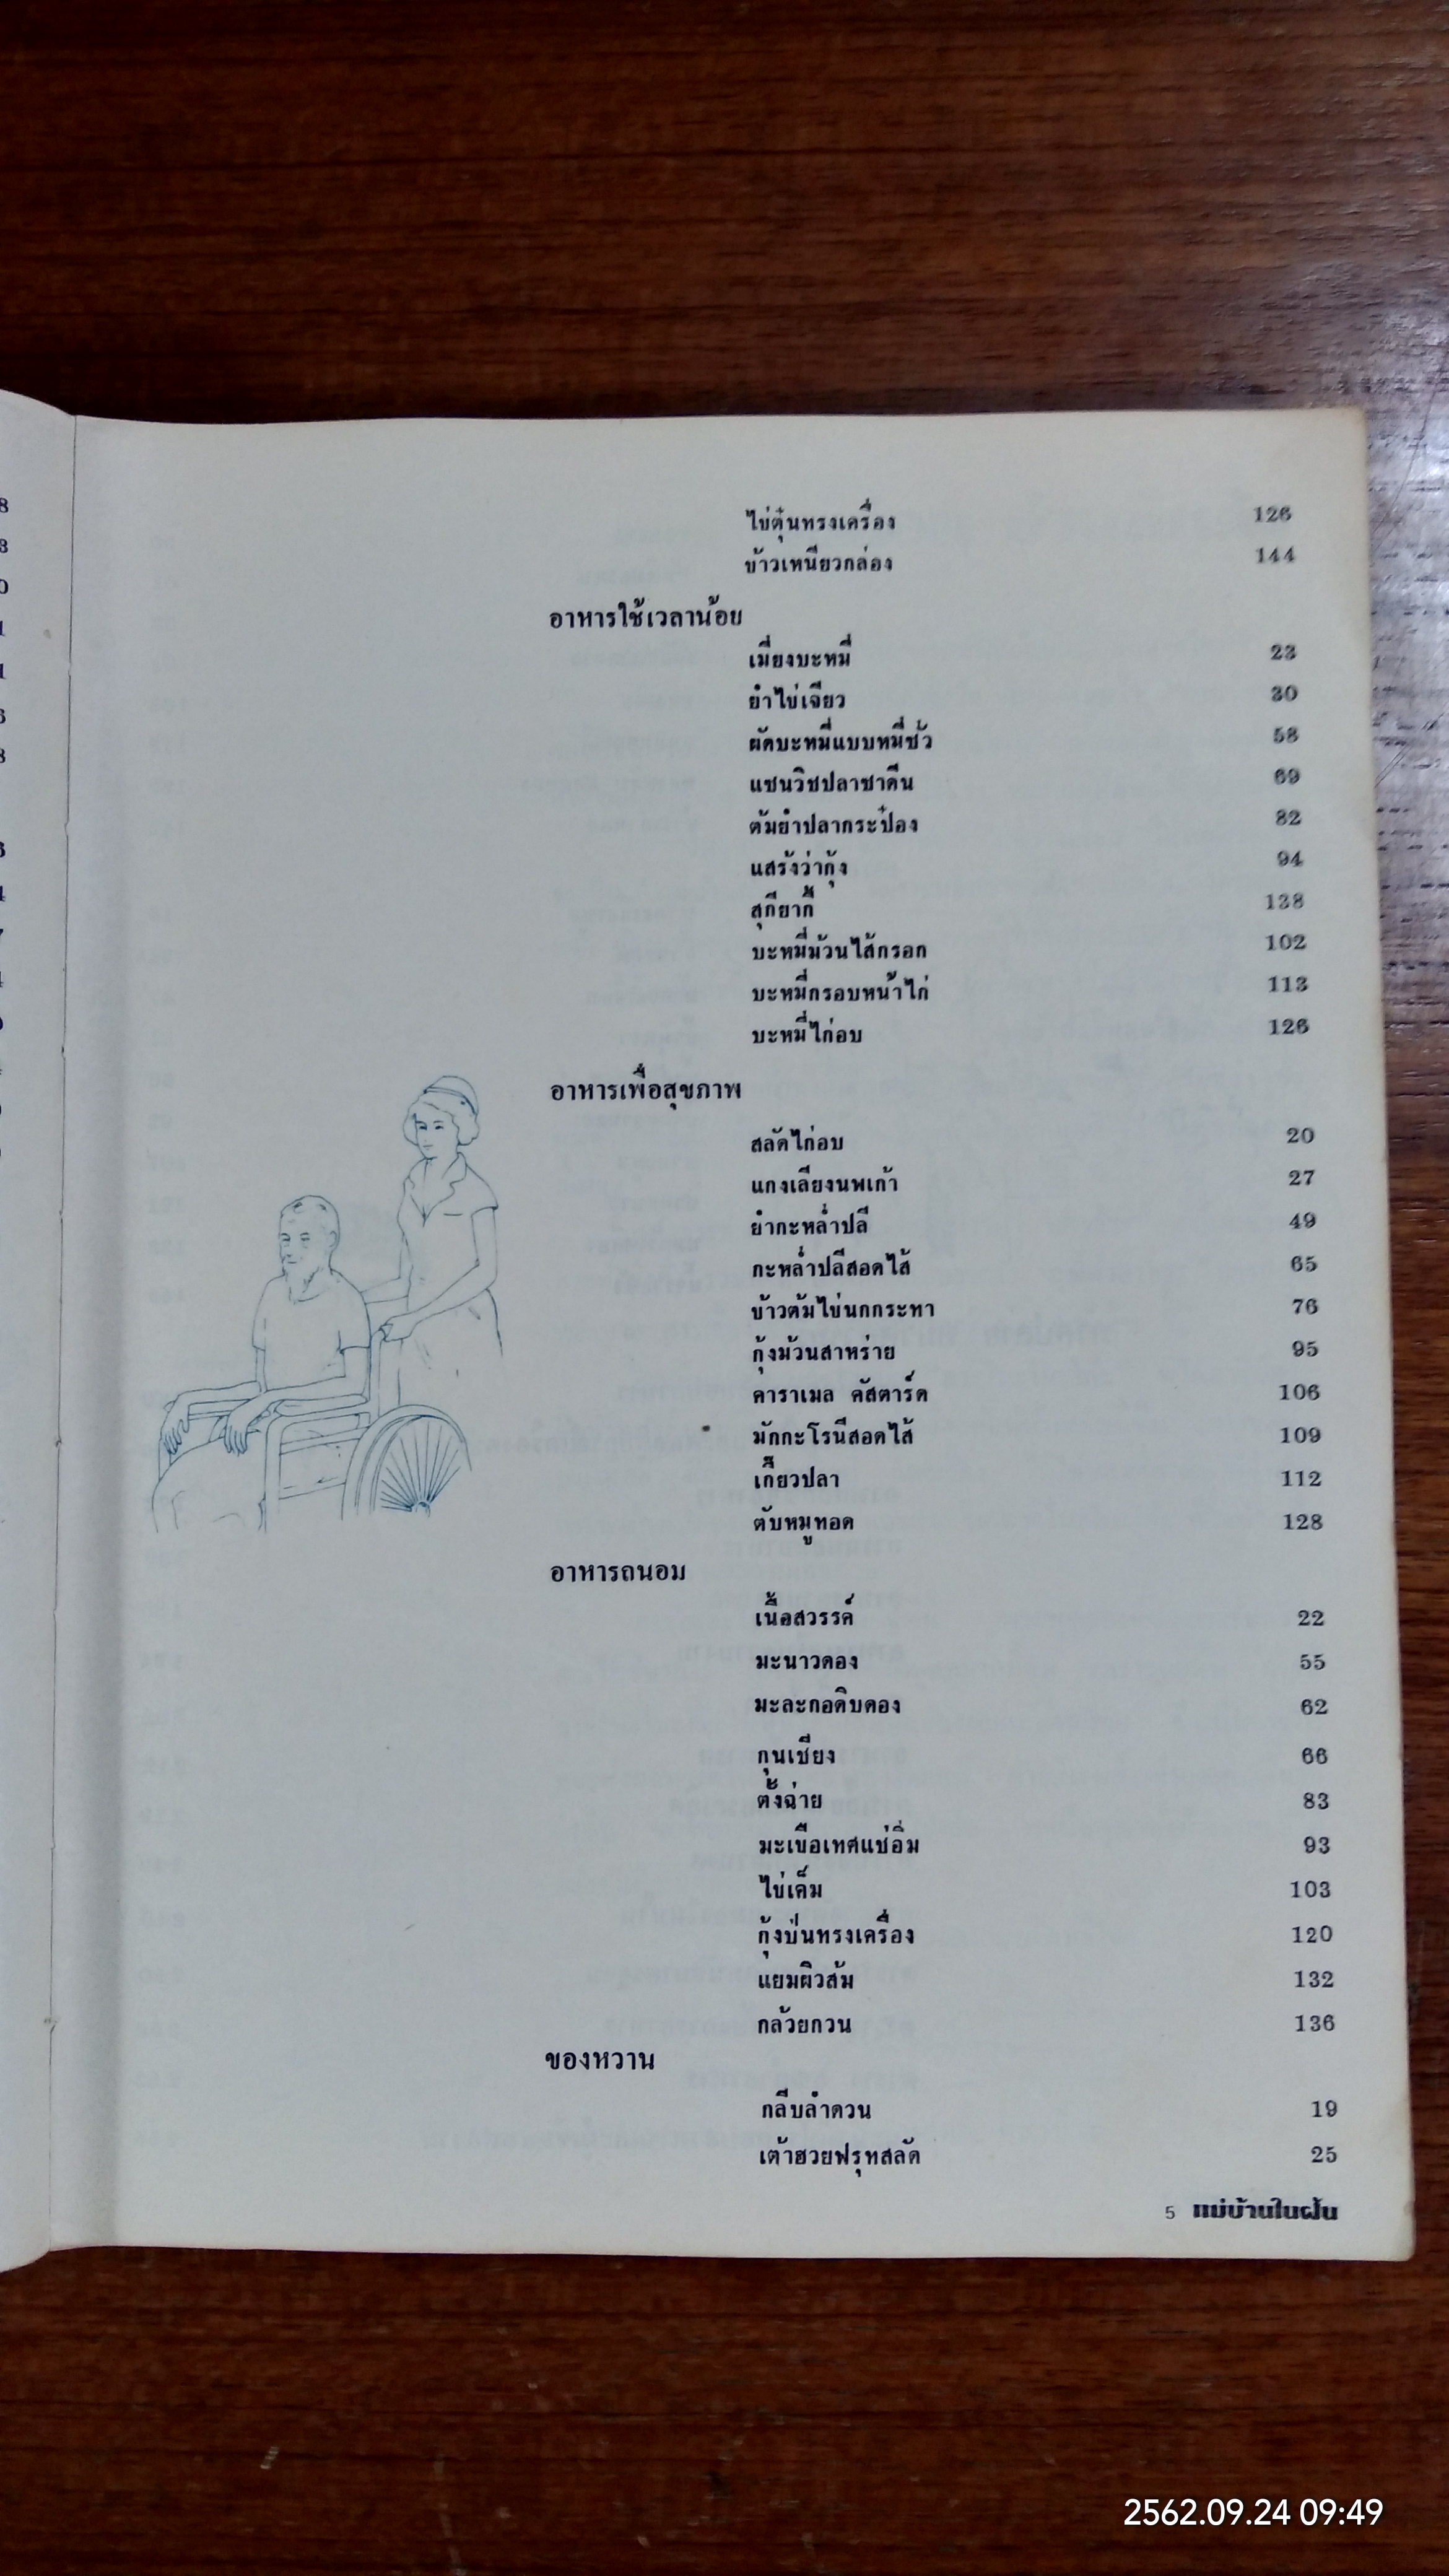 ไข่ตุ๋นทรงเครื่อง 126
ข้าวเหนียวกล่อง 144
อาหารใช้เวลาน้อย
เมี่ยงบะหมี่ 23
ยำไข่เจียว 30
ผัดบะหมี่แบบหมี่ซั่ว 58
แซนวิชปลาซาดีน 69
ต้มยำปลากระป๋อง 82
แสร้งว่ากุ้ง 94
สุกียากี้ 138
บะหมี่ม้วนไส้กรอก 102
บะหมี่กรอบหน้าไก่ 113
บะหมี่ไก่อบ 126
อาหารเพื่อสุขภาพ
สลัดไก่อบ 20
แกงเลียงนพเก้า 27
ยำกะหล่ำปลี 49
กะหล่ำปลีสอดไส้ 65
ข้าวต้มไข่นกกระทา 76
กุ้งม้วนสาหร่าย 95
คาราเมล คัสตาร์ด 106
มักกะโรนีสอดไส้ 109
เกี๊ยวปลา 112
ตับหมูทอด 128
อาหารถนอม
เนื้อสวรรค์ 22
มะนาวดอง 55
มะละกอดิบดอง 62
กุนเชียง 66
ตั้งฉ่าย 83
มะเขือเทศแช่อิ่ม 93
ไข่เค็ม 103
กุ้งป่นทรงเครื่อง 120
แยมผิวส้ม 132
กล้วยกวน 136
ของหวาน
กลีบลำดวน 19
เต้าฮวยฟรุทสลัด 25
5 แม่บ้านในฝัน
2562.09.24 09:49